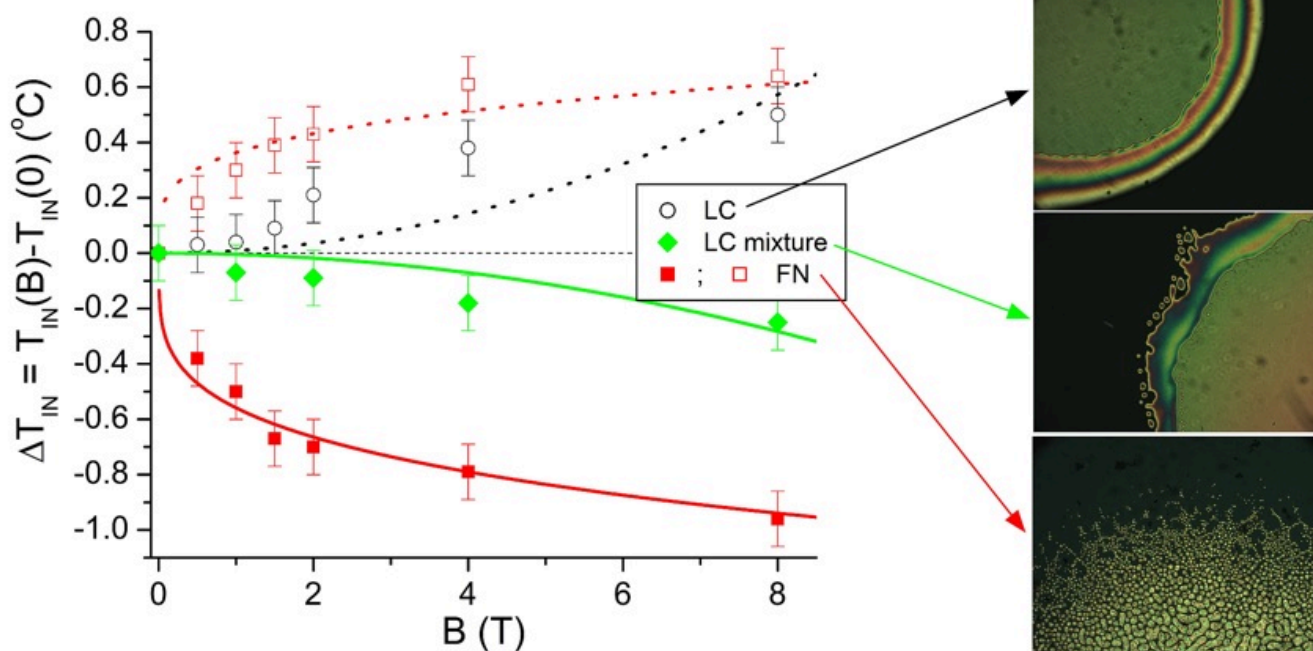 ΔT_IN = T_IN(B)-T_IN(0) (°C)
0.8
0.6
0.4
0.2
0.0
-0.2
-0.4
-0.6
-0.8
-1.0
LC
LC mixture
; FN
0 2 4 6 8
B (T)